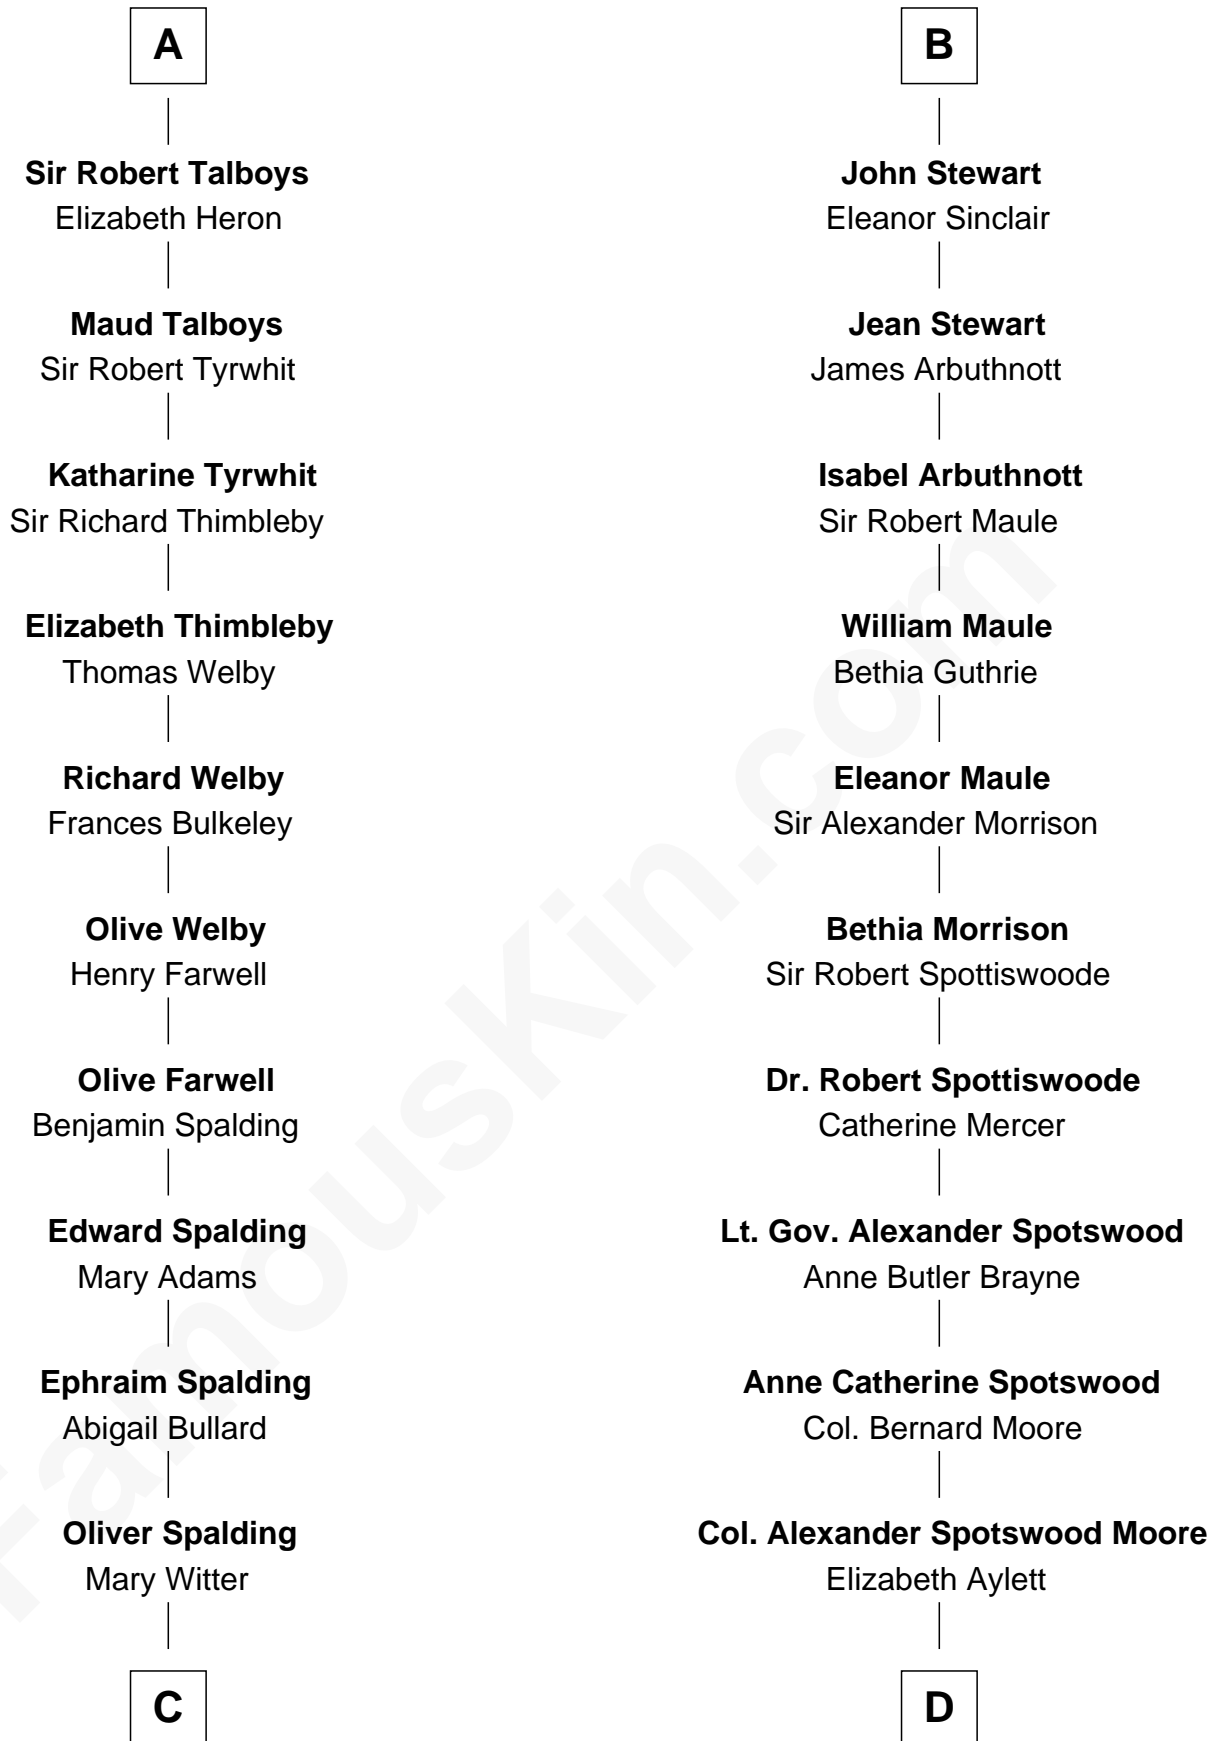 A
Sir Robert Talboys
Elizabeth Heron
Maud Talboys
Sir Robert Tyrwhit
Katharine Tyrwhit
Sir Richard Thimbleby
Elizabeth Thimbleby
Thomas Welby
Richard Welby
Frances Bulkeley
Olive Welby
Henry Farwell
Olive Farwell
Benjamin Spalding
Edward Spalding
Mary Adams
Ephraim Spalding
Abigail Bullard
Oliver Spalding
Mary Witter
C
B
John Stewart
Eleanor Sinclair
Jean Stewart
James Arbuthnott
Isabel Arbuthnott
Sir Robert Maule
William Maule
Bethia Guthrie
Eleanor Maule
Sir Alexander Morrison
Bethia Morrison
Sir Robert Spottiswoode
Dr. Robert Spottiswoode
Catherine Mercer
Lt. Gov. Alexander Spotswood
Anne Butler Brayne
Anne Catherine Spotswood
Col. Bernard Moore
Col. Alexander Spotswood Moore
Elizabeth Aylett
D
FamousKin.com